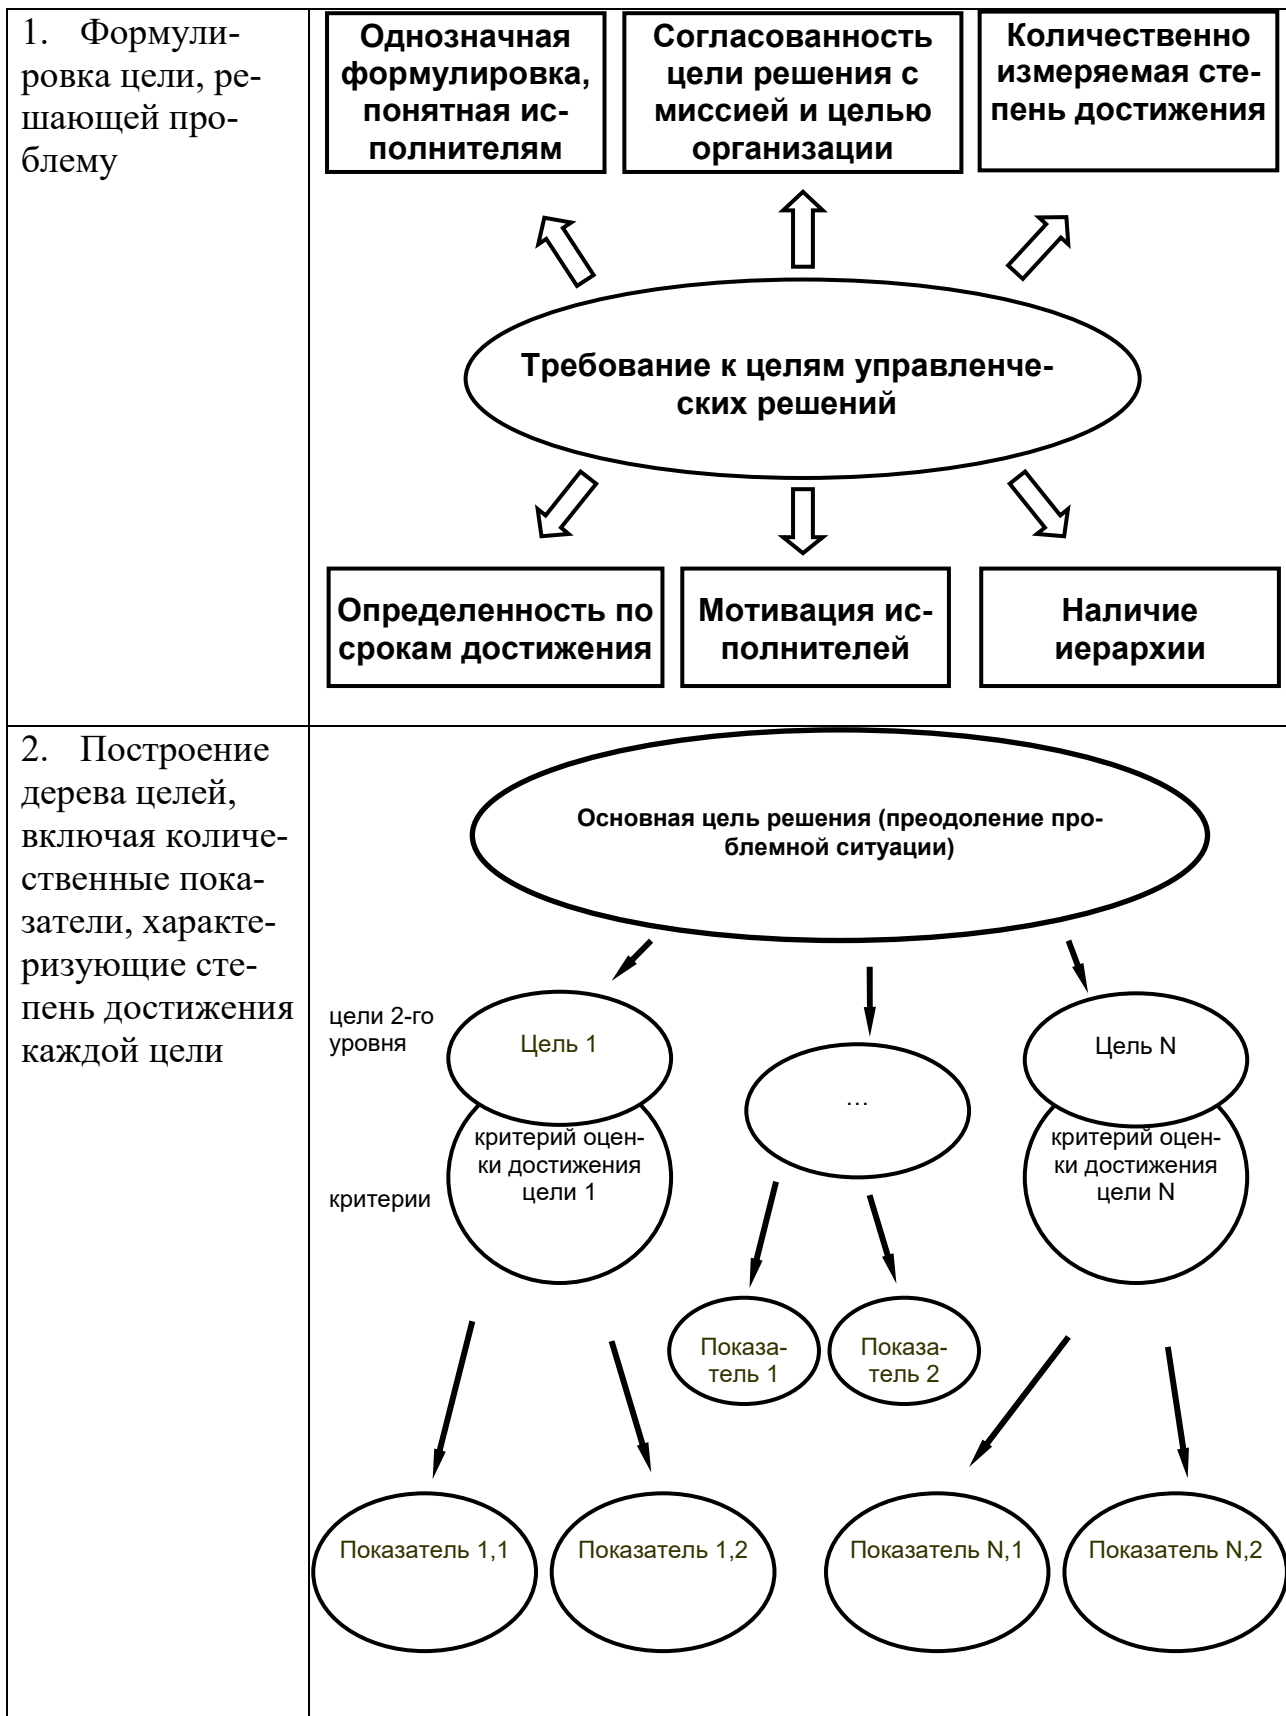 1. Формули-
ровка цели, ре-
шающей про-
блему
Однозначная
формулировка,
понятная ис-
полнителям
Согласованность
цели решения с
миссией и целью
организации
Количественно
измеряемая сте-
пень достижения
Требование к целям управленче-
ских решений
Определенность по
срокам достижения
Мотивация ис-
полнителей
Наличие
иерархии
2. Построение
дерева целей,
включая количе-
ственные пока-
затели, характе-
ризующие сте-
пень достижения
каждой цели
Основная цель решения (преодоление про-
блемной ситуации)
цели 2-го
уровня
Цель 1
…
Цель N
критерии
критерий оцен-
ки достижения
цели 1
критерий оцен-
ки достижения
цели N
Показа-
тель 1
Показа-
тель 2
Показатель 1,1
Показатель 1,2
Показатель N,1
Показатель N,2